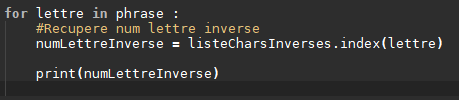 for lettre in phrase :
#Recupere num lettre inverse
numLettreInverse = listeCharsInverses.index(lettre)
print(numLettreInverse)